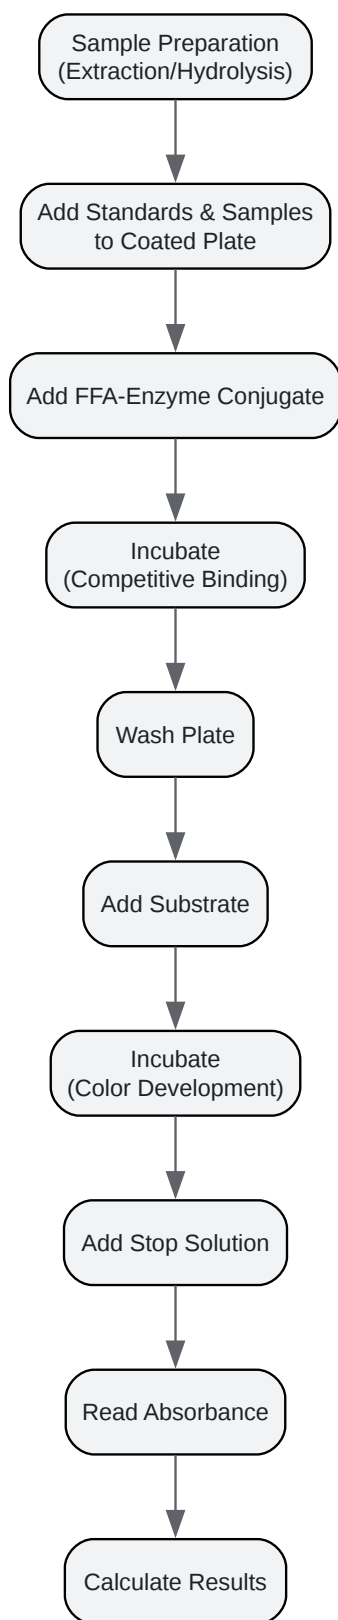 Sample Preparation
(Extraction/Hydrolysis)
Add Standards & Samples
to Coated Plate
Add FFA-Enzyme Conjugate
Incubate
(Competitive Binding)
Wash Plate
Add Substrate
Incubate
(Color Development)
Add Stop Solution
Read Absorbance
Calculate Results